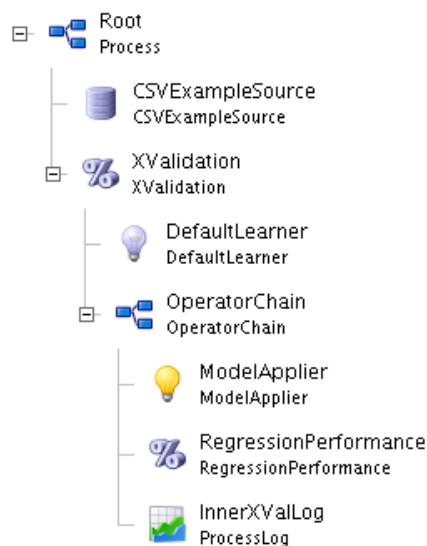 Root
Process
CSVExampleSource
CSVExampleSource
XValidation
XValidation
DefaultLearner
DefaultLearner
OperatorChain
OperatorChain
ModelApplier
ModelApplier
RegressionPerformance
RegressionPerformance
InnerXValLog
ProcessLog